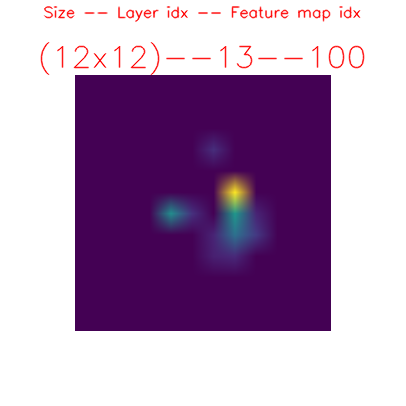 Size -- Layer idx -- Feature map idx
(12x12)--13--100